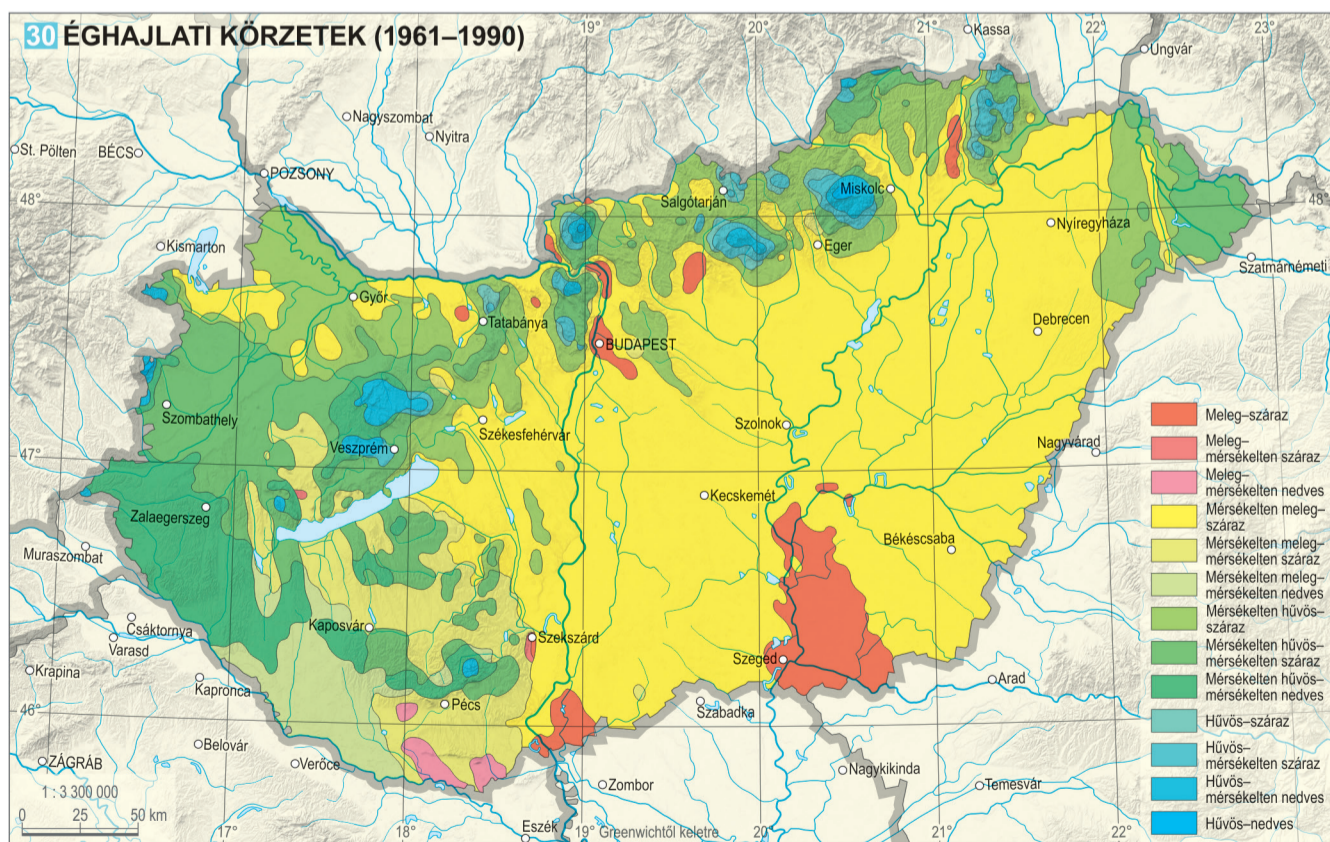 30 ÉGHAJLATI KÖRZETEK (1961–1990)
19°
20°
21°
22°
23°
Kassa
Ungvár
Nagyszombat
Nyitra
St. Pölten
BÉCS
POZSONY
48°
48°
Salgótarján
Miskolc
Nyíregyháza
Kismarton
Eger
Szatmárnémeti
Győr
Tatabánya
BUDAPEST
Debrecen
Szombathely
Székesfehérvár
Szolnok
Veszprém
Nagyvárad
47°
Kecskemét
Zalaegerszeg
Békéscsaba
Muraszombat
Csáktornya
Varasd
Kaposvár
Szekszárd
Szeged
Krapina
Kapronca
Arad
Pécs
Szabadka
46°
Belovár
ZÁGRÁB
Verőce
Zombor
Nagykikinda
Temesvár
1 : 3 300 000
0 25 50 km
Eszék
Greenwichtől keletre
17°
18°
19°
20°
21°
22°
Meleg–száraz
Meleg–
mérsékelten száraz
Meleg–
mérsékelten nedves
Mérsékelten meleg–
száraz
Mérsékelten meleg–
mérsékelten száraz
Mérsékelten meleg–
mérsékelten nedves
Mérsékelten hűvös–
száraz
Mérsékelten hűvös–
mérsékelten száraz
Mérsékelten hűvös–
mérsékelten nedves
Hűvös–száraz
Hűvös–
mérsékelten száraz
Hűvös–
mérsékelten nedves
Hűvös–nedves